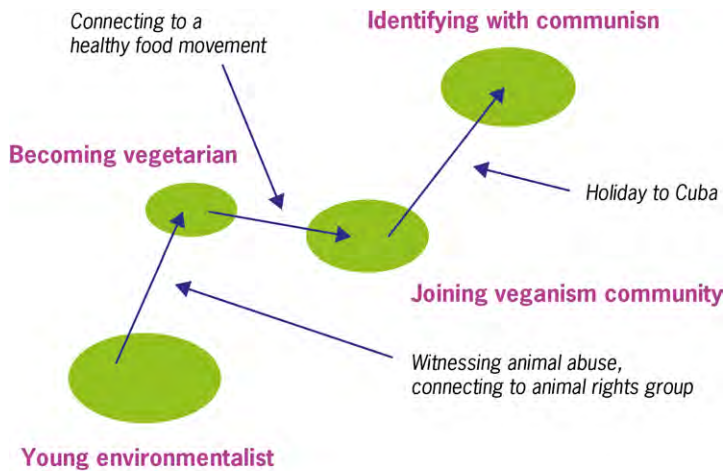 Connecting to a
healthy food movement
Identifying with communisn
Becoming vegetarian
Holiday to Cuba
Joining veganism community
Witnessing animal abuse,
connecting to animal rights group
Young environmentalist